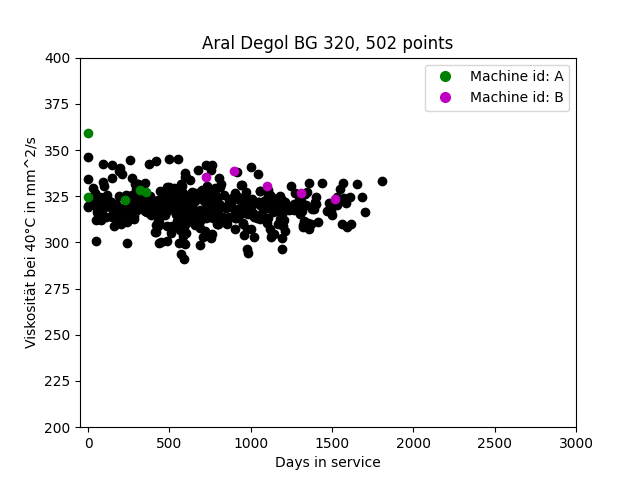 Aral Degol BG 320, 502 points
Machine id: A
Machine id: B
Viskosität bei 40°C in mm^2/s
400
375
350
325
300
275
250
225
200
0 500 1000 1500 2000 2500 3000
Days in service